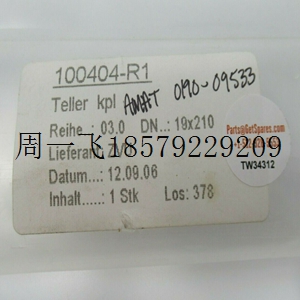 100404-R1
Teller kpl AMAT 0190-09533
Reihe : 03.0 DN..: 19x210
周一飞18579229209
Lieferant:
Datum...: 12.09.06
Inhalt.....: 1 Stk Los: 378
Parts@GetSpares.com
TW34312